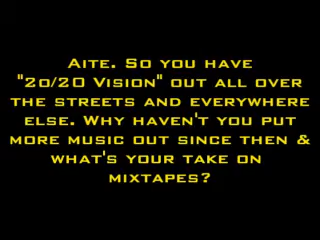 Aite. So you have
"20/20 Vision" out all over
the streets and everywhere
else. Why haven't you put
more music out since then &
what's your take on
mixtapes?